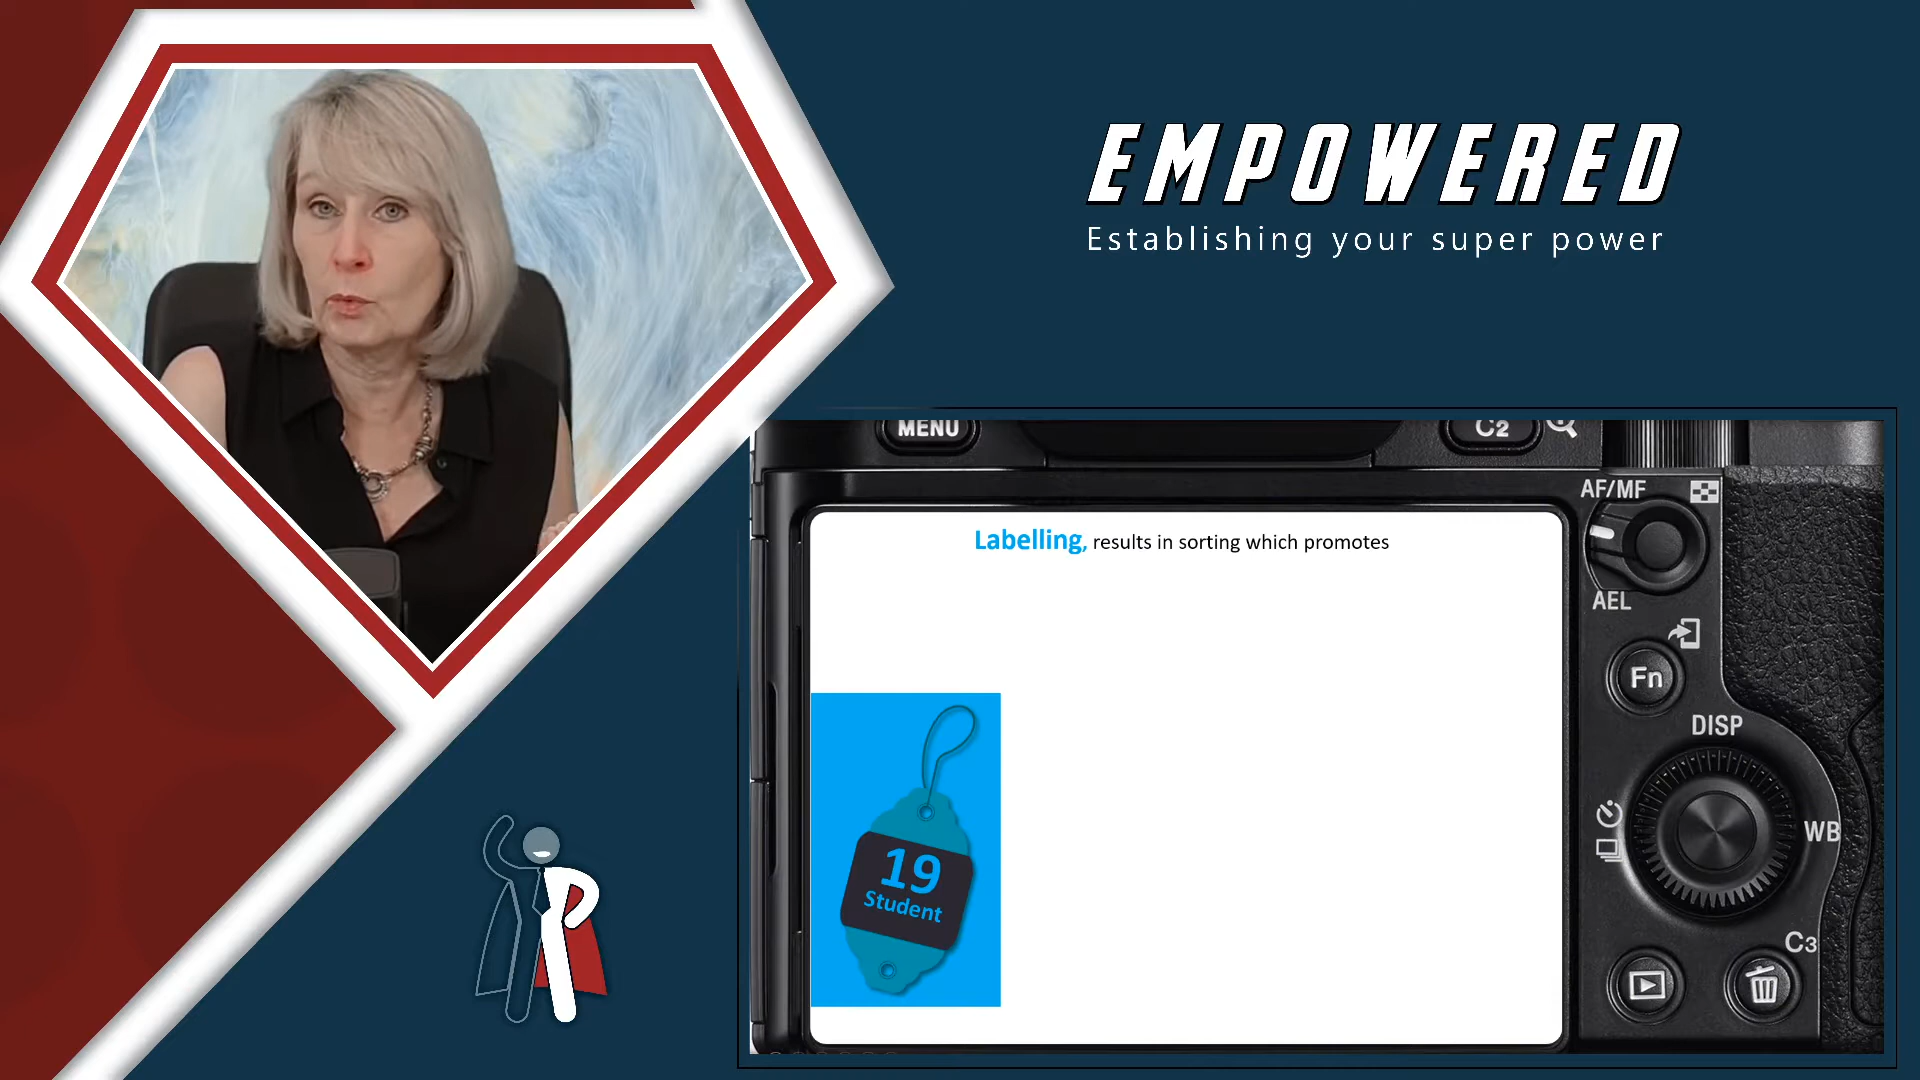 EMPOWERED
Establishing your super power
MENU
C2
AF/MF
Labelling, results in sorting which promotes
AEL
Fn
DISP
WB
19
Student
C3